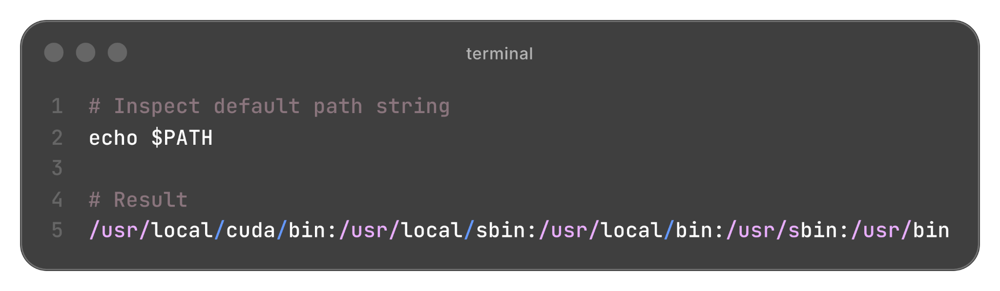 terminal
1 # Inspect default path string
2 echo $PATH
3
4 # Result
5 /usr/local/cuda/bin:/usr/local/sbin:/usr/local/bin:/usr/sbin:/usr/bin